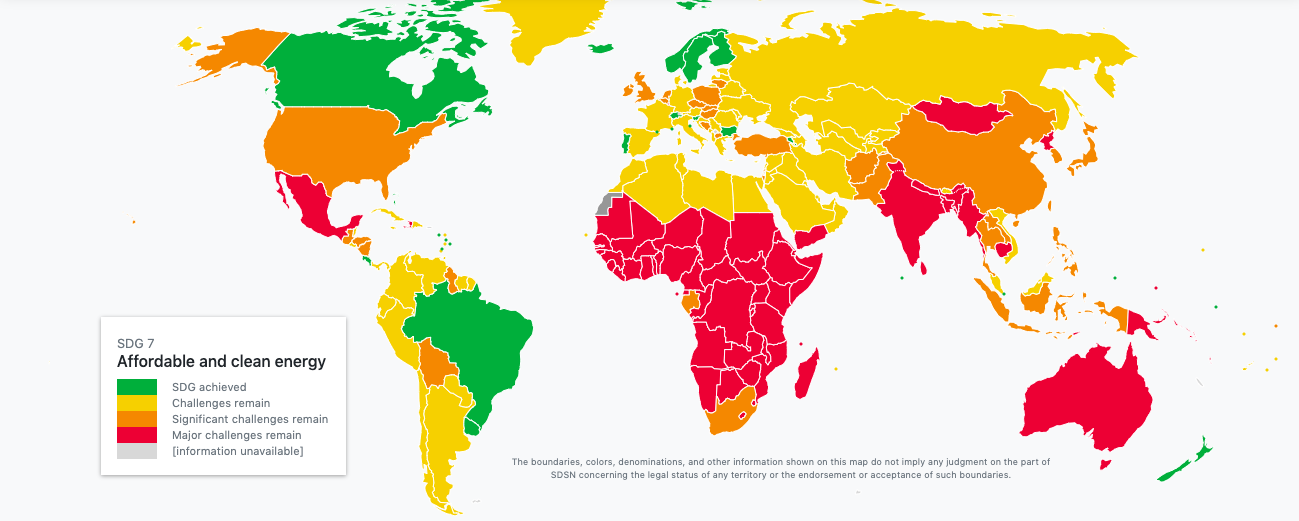 SDG 7
Affordable and clean energy
SDG achieved
Challenges remain
Significant challenges remain
Major challenges remain
[information unavailable]
The boundaries, colors, denominations, and other information shown on this map do not imply any judgment on the part of
SDSN concerning the legal status of any territory or the endorsement or acceptance of such boundaries.